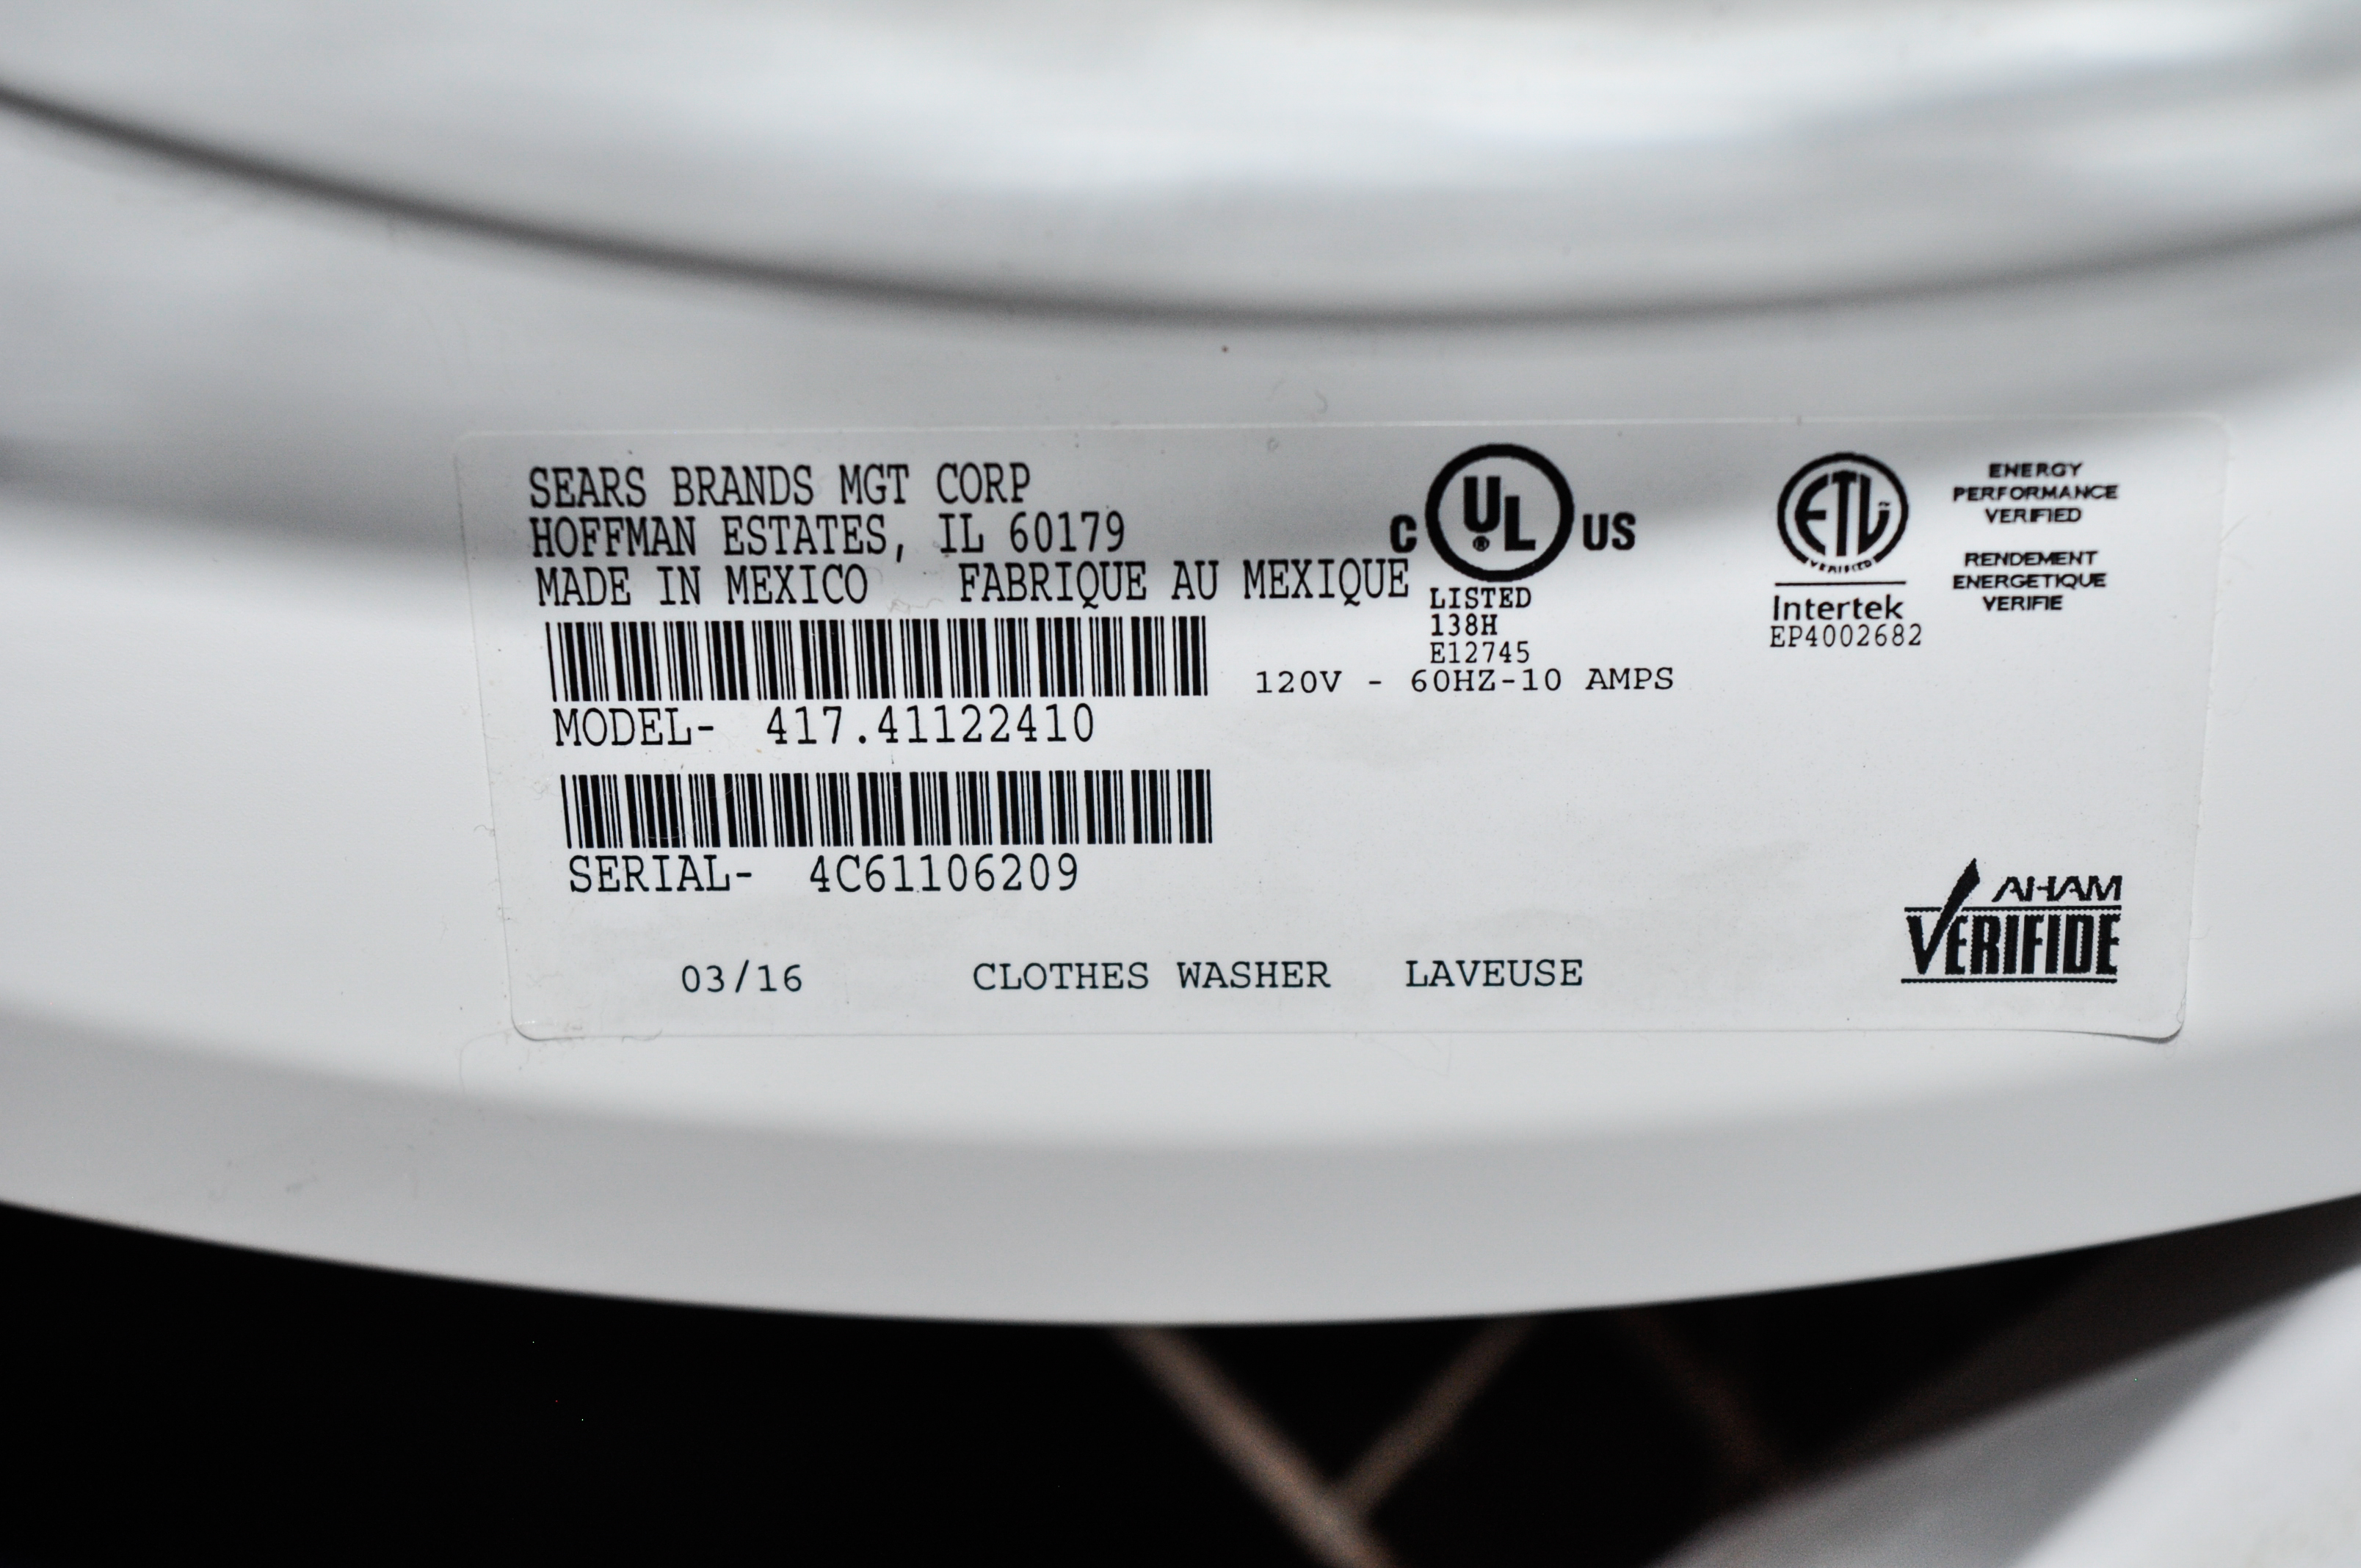 SEARS BRANDS MGT CORP
HOFFMAN ESTATES, IL 60179
MADE IN MEXICO FABRIQUE AU MEXIQUE
C UL ® US
LISTED
138H
E12745
120V - 60HZ-10 AMPS
ETL
VERIFIED
Intertek
EP4002682
ENERGY
PERFORMANCE
VERIFIED
RENDEMENT
ENERGETIQUE
VERIFIE
MODEL- 417.41122410
SERIAL- 4C61106209
03/16 CLOTHES WASHER LAVEUSE
AHAM
VERIFIDE